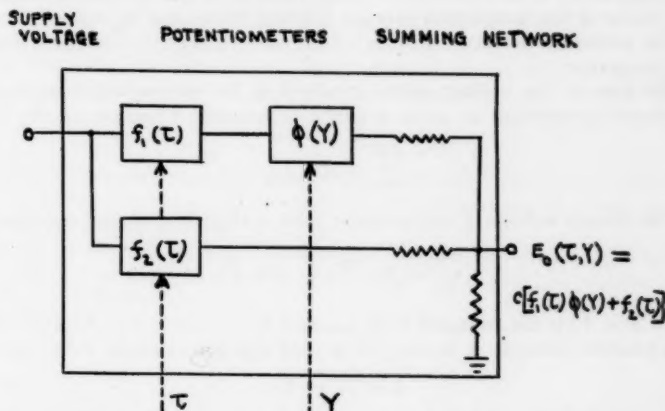 SUPPLY
VOLTAGE POTENTIOMETERS SUMMING NETWORK
f₁(τ) ϕ(Y)
f₂(τ) E₀(τ,Y) =
c[f₁(τ)ϕ(Y)+f₂(τ)]
τ Y